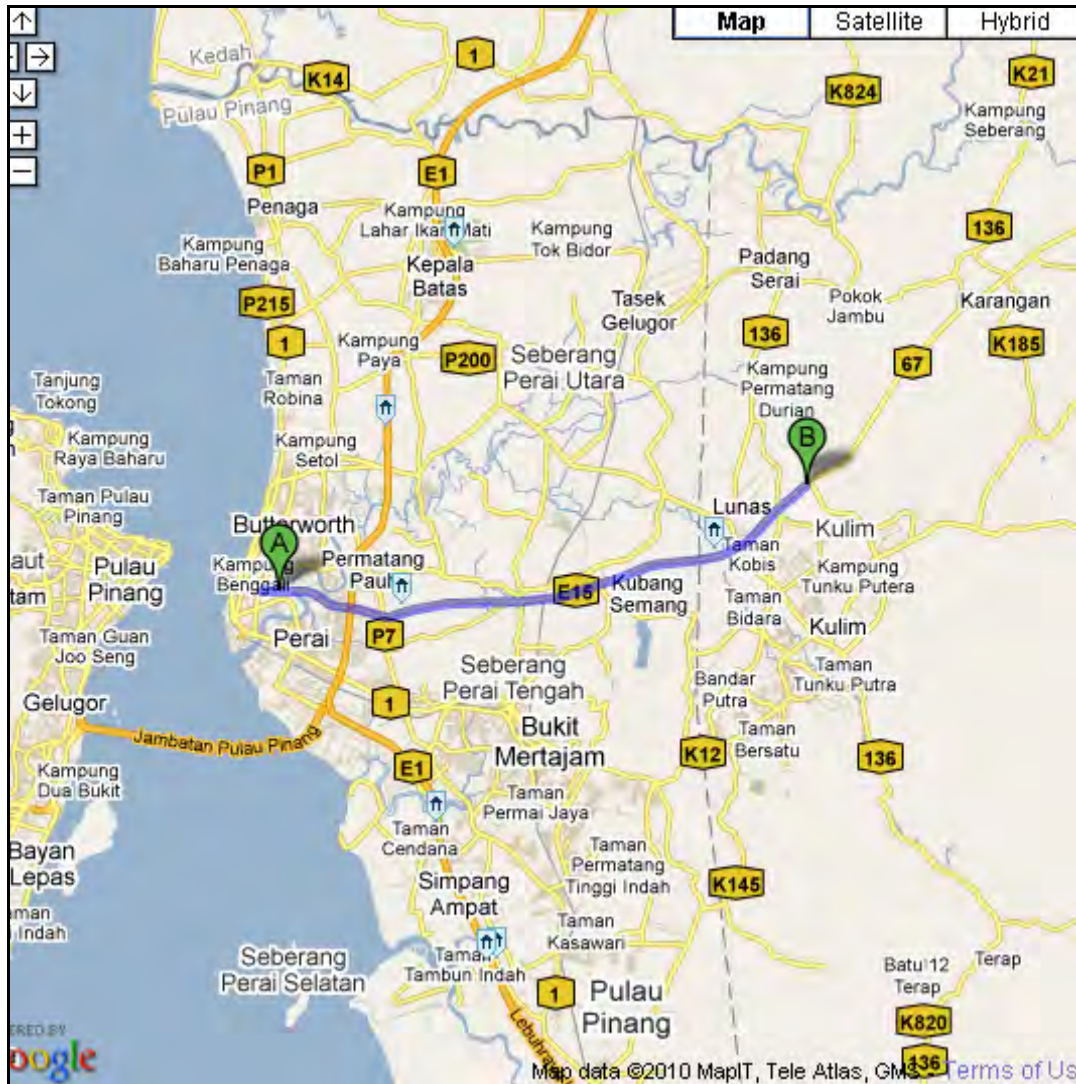 Map
Satellite
Hybrid
Kedah
1
K14
K21
K824
Pulau Pinang
Kampung
Seberang
P1
E1
Penaga
Kampung
Lahar Ikan Mati
Kampung
Tok Bidor
136
Kampung
Baharu Penaga
Kepala
Batas
Padang
Serai
Tasek
Gelugor
Pokok
Jambu
Karangan
P215
1
Kampung
Paya
P200
136
K185
Seberang
Perai Utara
67
Tanjung
Tokong
Taman
Robina
Kampung
Permatang
Durian
Kampung
Raya Baharu
Kampung
Setol
B
Taman Pulau
Pinang
Lunas
Butterworth
Kulim
A
Pulau
Pinang
Kampung
Benggali
Permatang
Pauh
Taman
Kobis
Kampung
Tunku Putera
E15
Kubang
Semang
Taman
Bidara
Taman Guan
Joo Seng
Perai
P7
Kulim
Seberang
Perai Tengah
Bandar
Putra
Taman
Tunku Putra
Gelugor
1
Jambatan Pulau Pinang
Bukit
Mertajam
Taman
Bersatu
K12
136
E1
Kampung
Dua Bukit
Taman
Permai Jaya
Taman
Cendana
Bayan
Lepas
Taman
Permatang
Tinggi Indah
Simpang
Ampat
K145
Indah
Taman
Kasawari
Seberang
Perai Selatan
Taman
Tambun Indah
Batu 12
Terap
Terap
1
Pulau
Pinang
K820
136
Map data ©2010 MapIT, Tele Atlas, Terms of Us